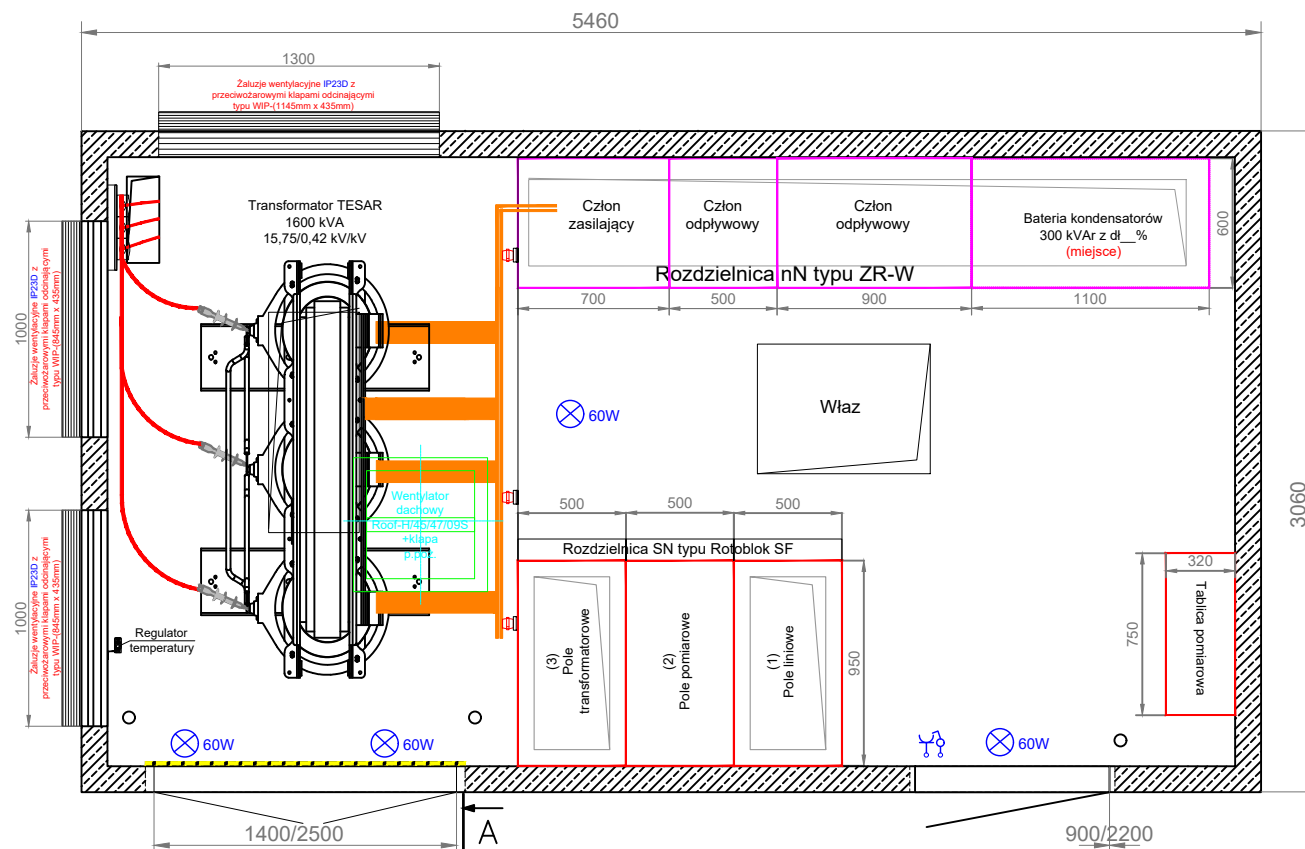 5460
1300
Żaluzje wentylacyjne IP23D z
przeciwożarowymi klapami odcinającymi
typu WIP-(1145mm x 435mm)
Transformator TESAR
1600 kVA
15,75/0,42 kV/kV
Człon
zasilający
Człon
odpływowy
Człon
odpływowy
Bateria kondensatorów
300 kVAr z dł__%
(miejsce)
600
Rozdzielnica nN typu ZR-W
700
500
900
1100
1000
Żaluzje wentylacyjne IP23D z
przeciwożarowymi klapami odcinającymi
typu WIP-(845mm x 435mm)
60W
Właz
3060
Wentylator
dachowy
Roof-H/45/47/09S
+klapa
p.poż.
500
500
500
Rozdzielnica SN typu Rotoblok SF
1000
Żaluzje wentylacyjne IP23D z
przeciwożarowymi klapami odcinającymi
typu WIP-(845mm x 435mm)
Regulator
temperatury
(3)
Pole
transformatorowe
(2)
Pole pomiarowe
(1)
Pole liniowe
950
320
750
Tablica pomiarowa
60W
60W
60W
1400/2500
A
900/2200